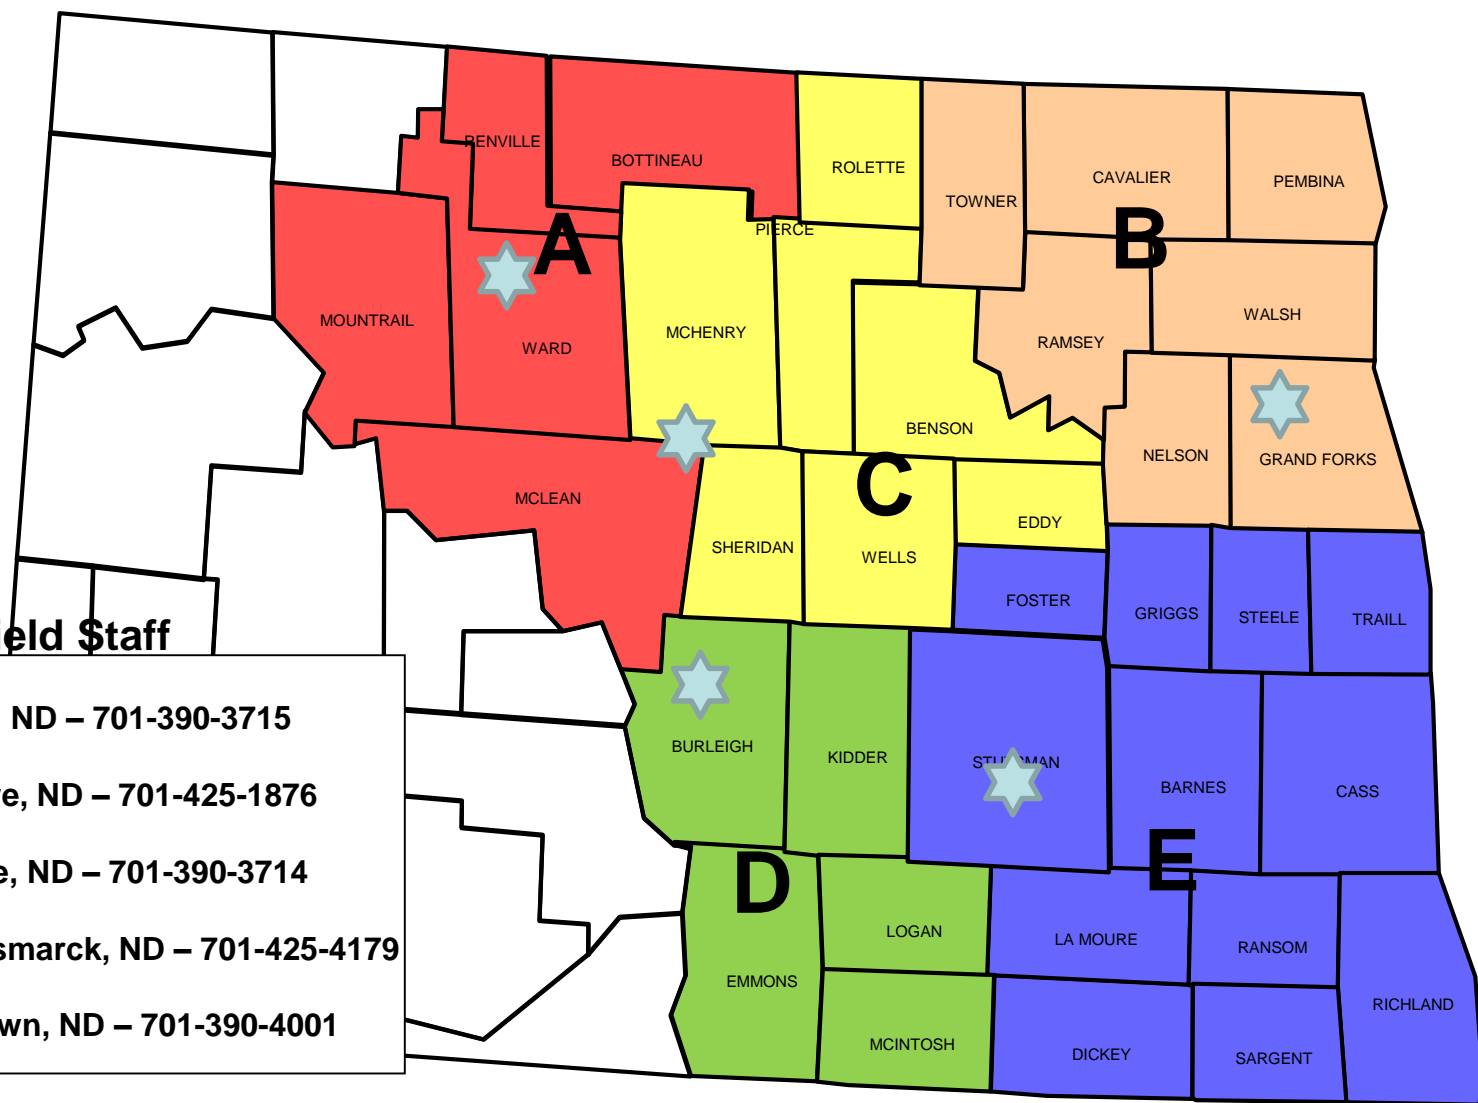 RENVILLE
BOTTINEAU
ROLETTE
TOWNER
CAVALIER
PEMBINA
PIERCE
A
B
MOUNTRAIL
WARD
MCHENRY
RAMSEY
WALSH
BENSON
NELSON
GRAND FORKS
MCLEAN
C
EDDY
SHERIDAN
WELLS
FOSTER
GRIGGS
STEELE
TRAILL
BURLEIGH
KIDDER
BARNES
CASS
D
E
LOGAN
LA MOURE
RANSOM
EMMONS
RICHLAND
MCINTOSH
DICKEY
SARGENT
ield Staff
ND – 701-390-3715
e, ND – 701-425-1876
e, ND – 701-390-3714
smarck, ND – 701-425-4179
wn, ND – 701-390-4001